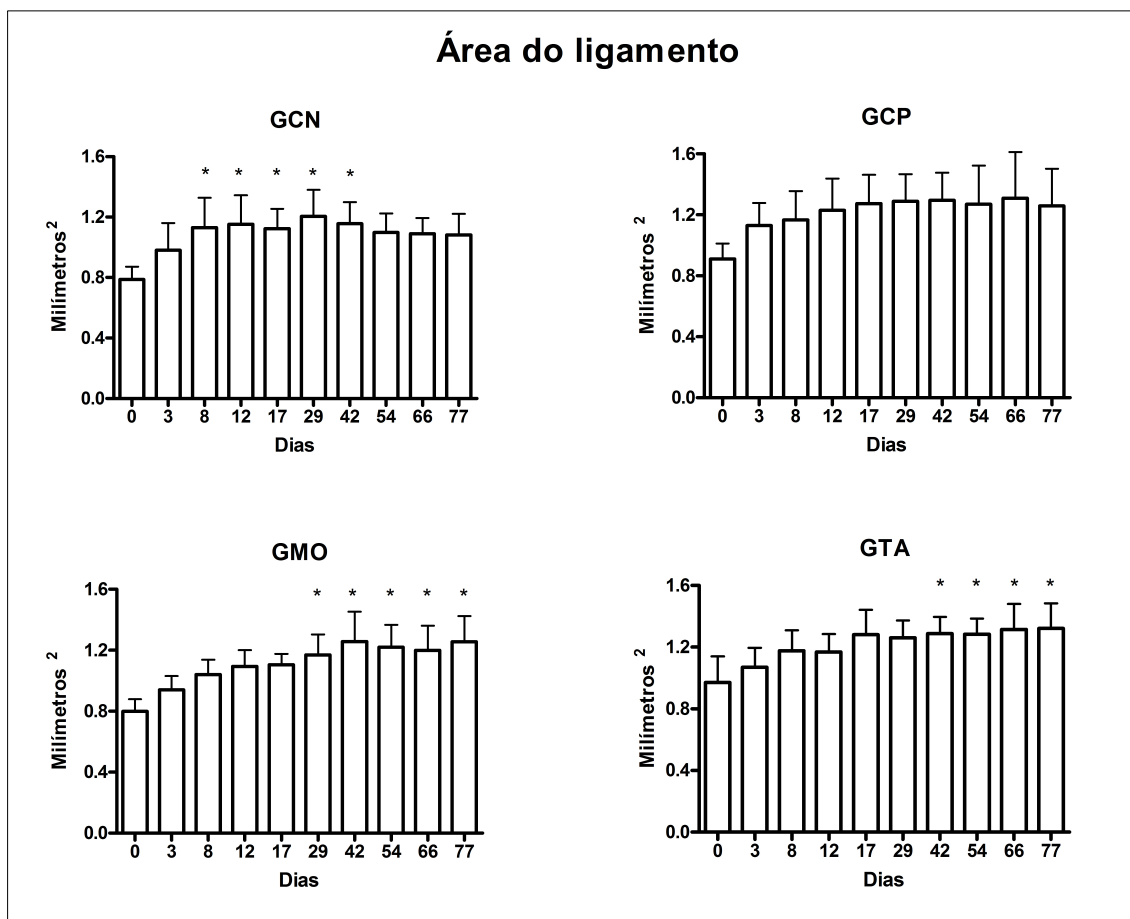 Área do ligamento
GCN
1.6
1.2
0.8
0.4
0.0
Milímetros²
* * * * *
0 3 8 12 17 29 42 54 66 77
Dias
GCP
1.6
1.2
0.8
0.4
0.0
Milímetros ²
0 3 8 12 17 29 42 54 66 77
Dias
GMO
1.6
1.2
0.8
0.4
0.0
Milímetros ²
* * * * *
0 3 8 12 17 29 42 54 66 77
Dias
GTA
1.6
1.2
0.8
0.4
0.0
Milímetros ²
* * * *
0 3 8 12 17 29 42 54 66 77
Dias